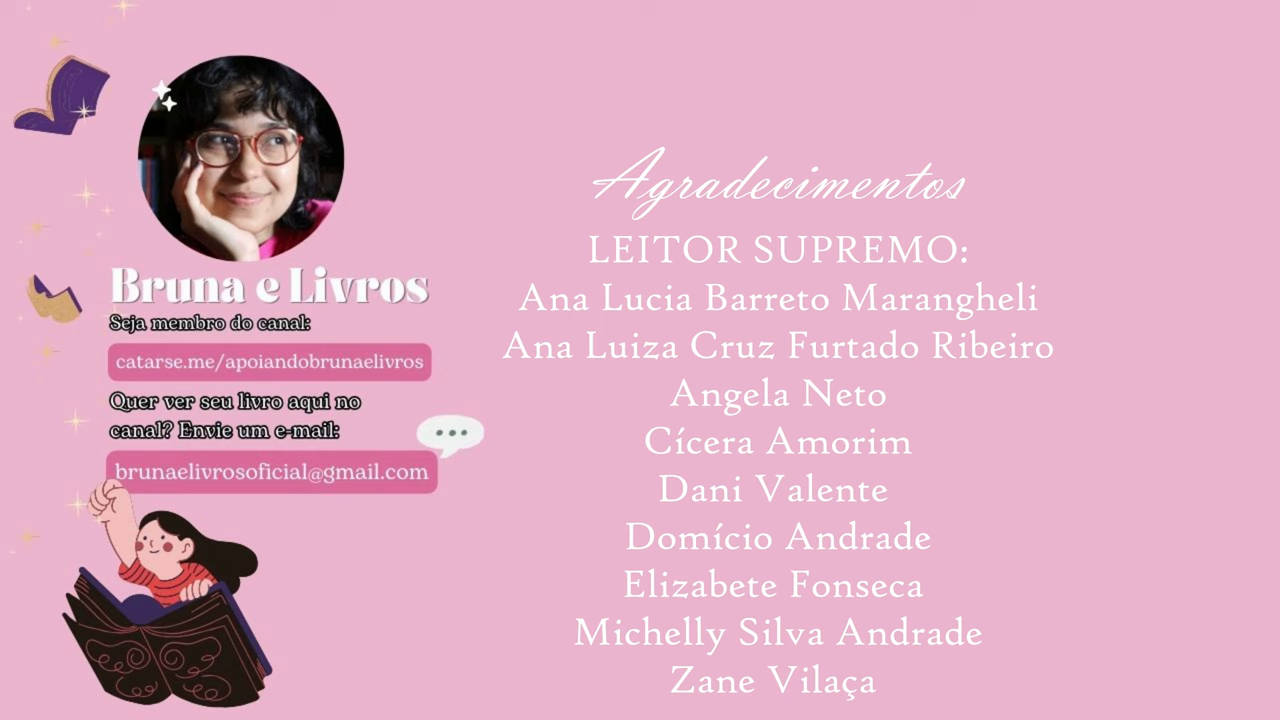 Bruna e Livros
Seja membro do canal:
catarse.me/apoiandobrunaelivros
Quer ver seu livro aqui no
canal? Envie um e-mail:
brunaelivrosoficial@gmail.com
Agradecimentos
LEITOR SUPREMO:
Ana Lucia Barreto Marangheli
Ana Luiza Cruz Furtado Ribeiro
Angela Neto
Cícera Amorim
Dani Valente
Domício Andrade
Elizabete Fonseca
Michelly Silva Andrade
Zane Vilaça